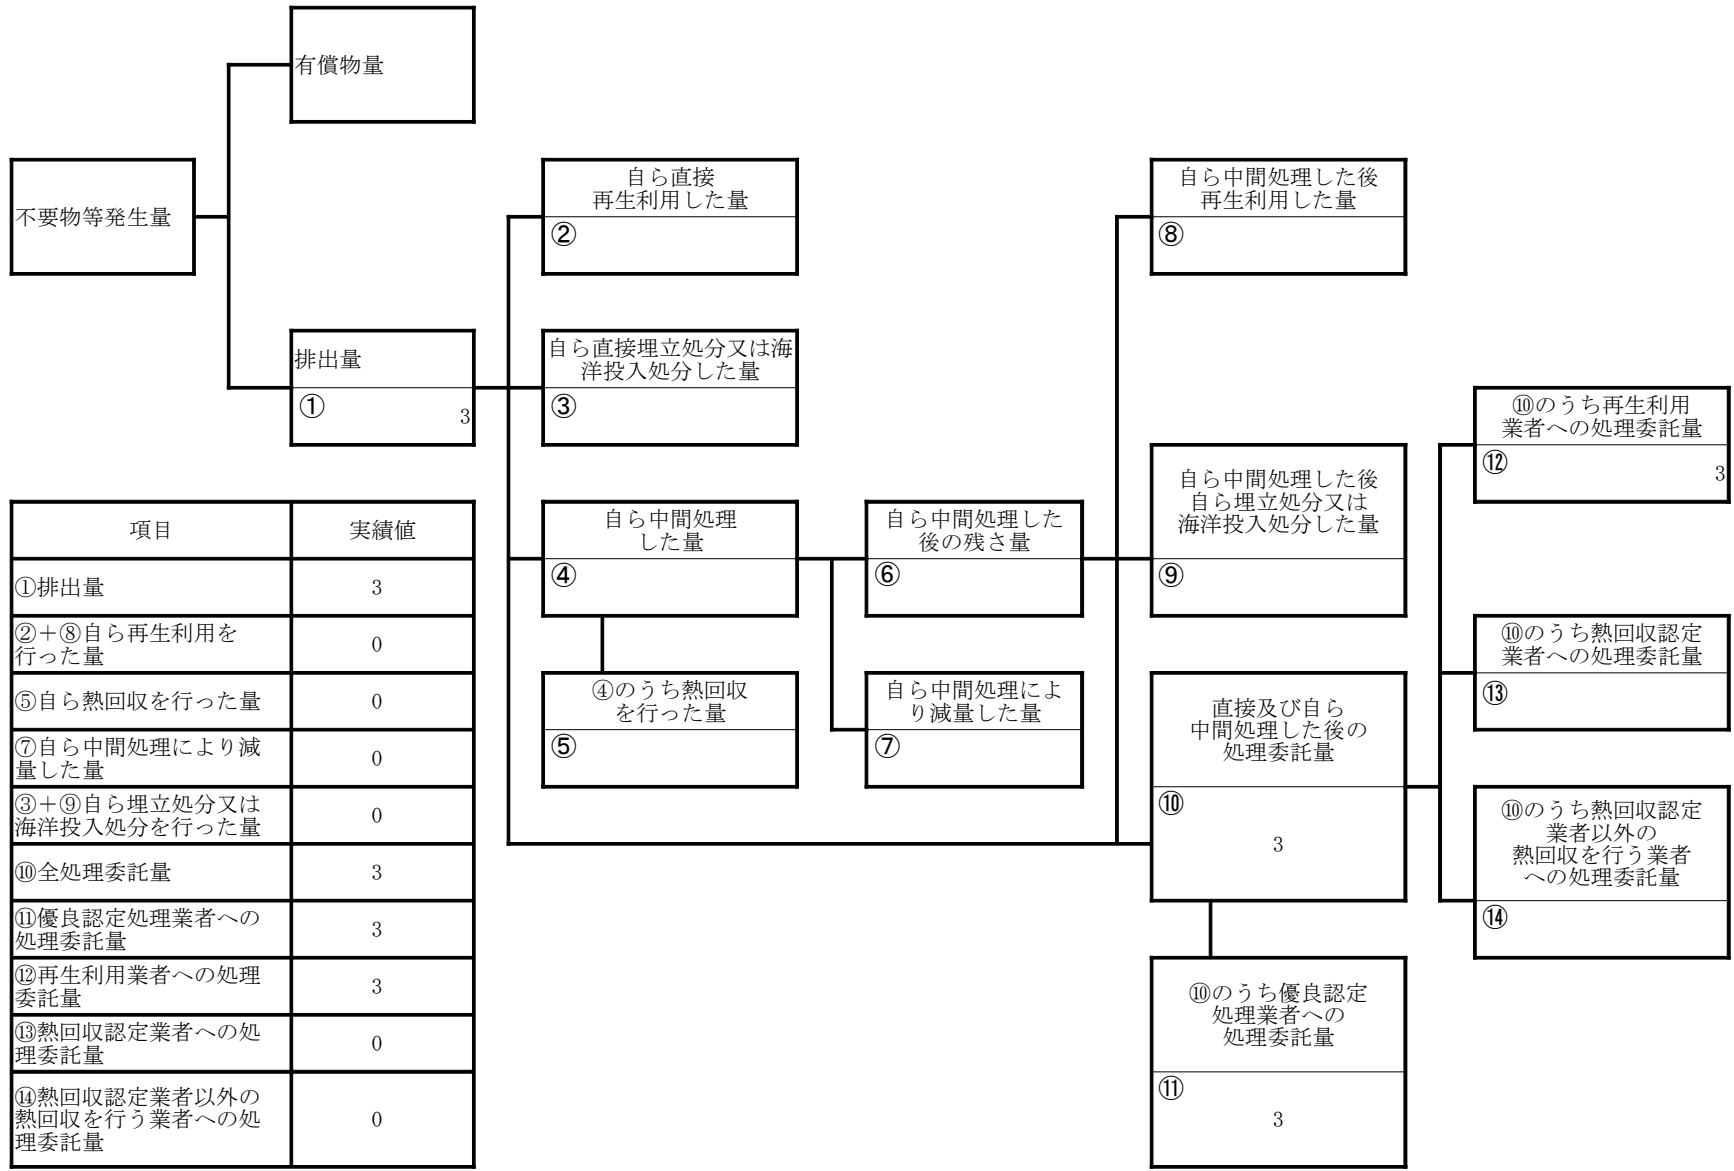 有償物量
不要物等発生量
自ら直接
再生利用した量
②
自ら中間処理した後
再生利用した量
⑧
排出量
①
3
自ら直接埋立処分又は海
洋投入処分した量
③
⑩のうち再生利用
業者への処理委託量
⑫
3
自ら中間処理
した量
④
自ら中間処理した
後の残さ量
⑥
自ら中間処理した後
自ら埋立処分又は
海洋投入処分した量
⑨
⑩のうち熱回収認定
業者への処理委託量
⑬
④のうち熱回収
を行った量
⑤
自ら中間処理によ
り減量した量
⑦
直接及び自ら
中間処理した後の
処理委託量
⑩
3
⑩のうち熱回収認定
業者以外の
熱回収を行う業者
への処理委託量
⑭
⑩のうち優良認定
処理業者への
処理委託量
⑪
3
項目 実績値
①排出量 3
②＋⑧自ら再生利用を
行った量 0
⑤自ら熱回収を行った量 0
⑦自ら中間処理により減
量した量 0
③＋⑨自ら埋立処分又は
海洋投入処分を行った量 0
⑩全処理委託量 3
⑪優良認定処理業者への
処理委託量 3
⑫再生利用業者への処理
委託量 3
⑬熱回収認定業者への処
理委託量 0
⑭熱回収認定業者以外の
熱回収を行う業者への処
理委託量 0